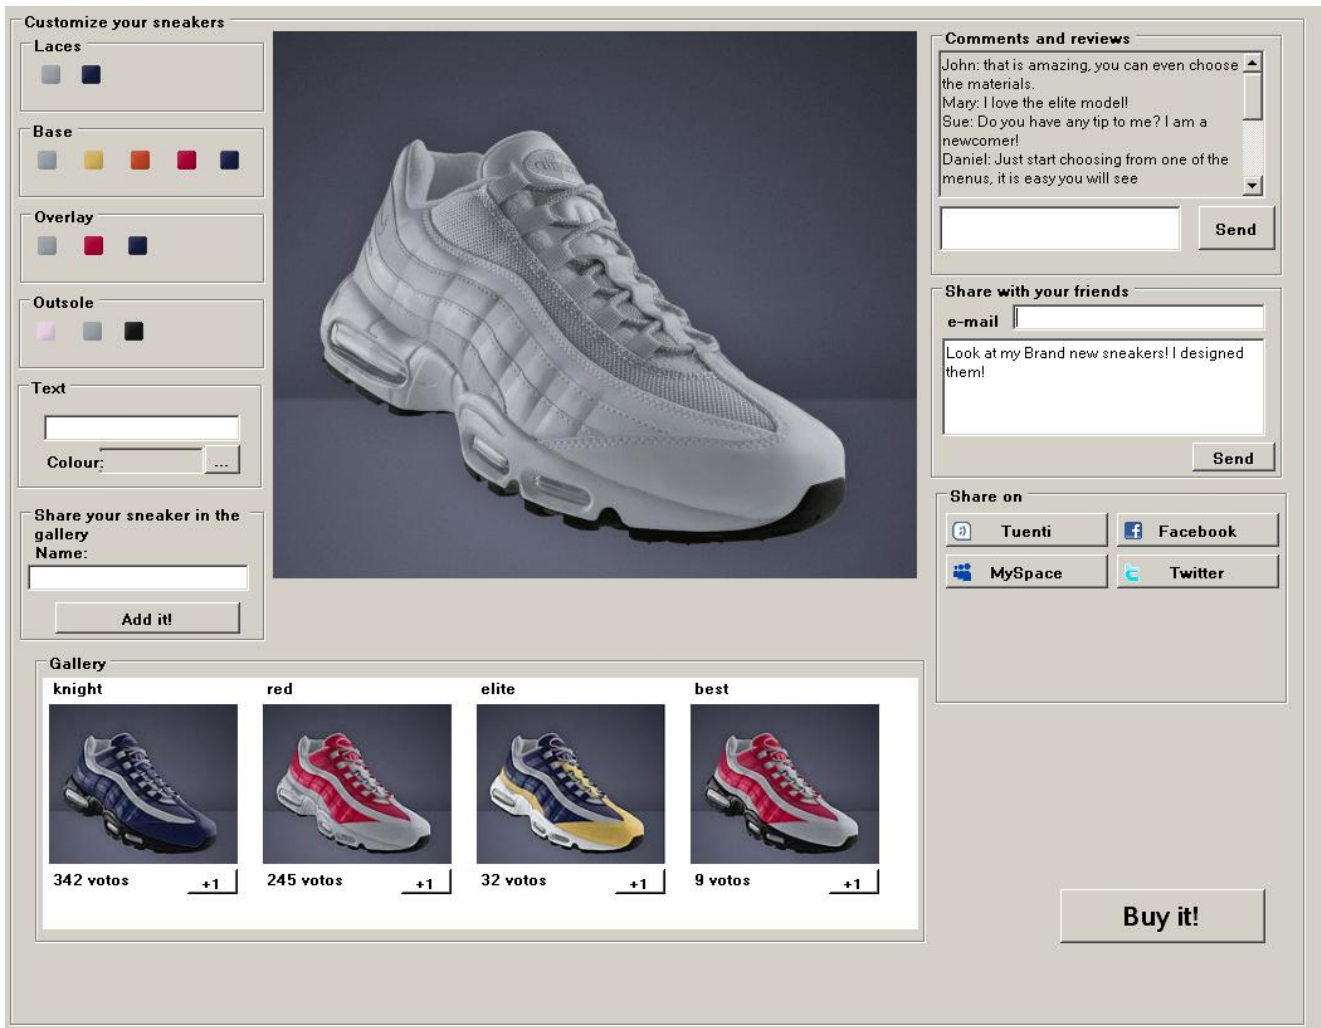 Customize your sneakers
Laces
Base
Overlay
Outsole
Text
Colour:
...
Share your sneaker in the
gallery
Name:
Add it!
Comments and reviews
John: that is amazing, you can even choose
the materials.
Mary: I love the elite model!
Sue: Do you have any tip to me? I am a
newcomer!
Daniel: Just start choosing from one of the
menus, it is easy you will see
Send
Share with your friends
e-mail
Look at my Brand new sneakers! I designed
them!
Send
Share on
Tuenti
Facebook
MySpace
Twitter
Gallery
knight
red
elite
best
342 votos
+1
245 votos
+1
32 votos
+1
9 votos
+1
Buy it!